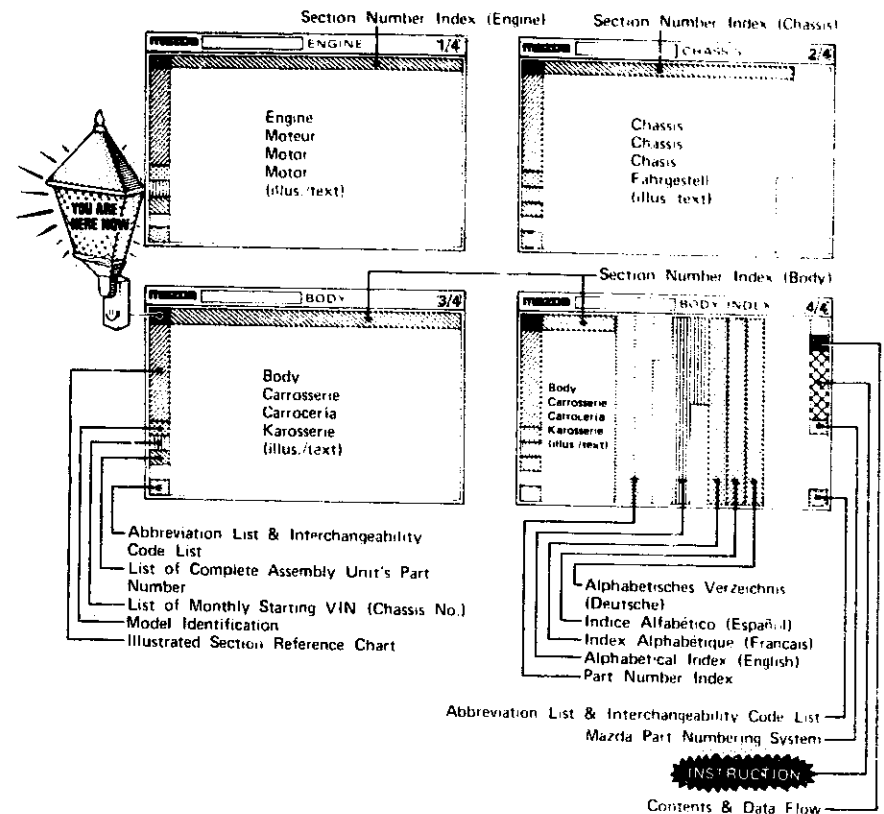 Section Number Index (Engine)
Section Number Index (Chassis)
mazda ENGINE 1/4
mazda CHASSIS 2/4
Engine
Moteur
Motor
Motor
(illus./text)
Chassis
Chassis
Chasis
Fahrgestell
(illus. text)
YOU ARE
HERE NOW
Section Number Index (Body)
mazda BODY 3/4
mazda BODY INDEX 4/4
Body
Carrosserie
Carrocería
Karosserie
(illus./text)
Body
Carrosserie
Carrocería
Karosserie
(illus./text)
Abbreviation List & Interchangeability
Code List
List of Complete Assembly Unit's Part
Number
List of Monthly Starting VIN (Chassis No.)
Model Identification
Illustrated Section Reference Chart
Alphabetisches Verzeichnis
(Deutsche)
Indice Alfabético (Español)
Index Alphabétique (Francais)
Alphabetical Index (English)
Part Number Index
Abbreviation List & Interchangeability Code List
Mazda Part Numbering System
INSTRUCTION
Contents & Data Flow